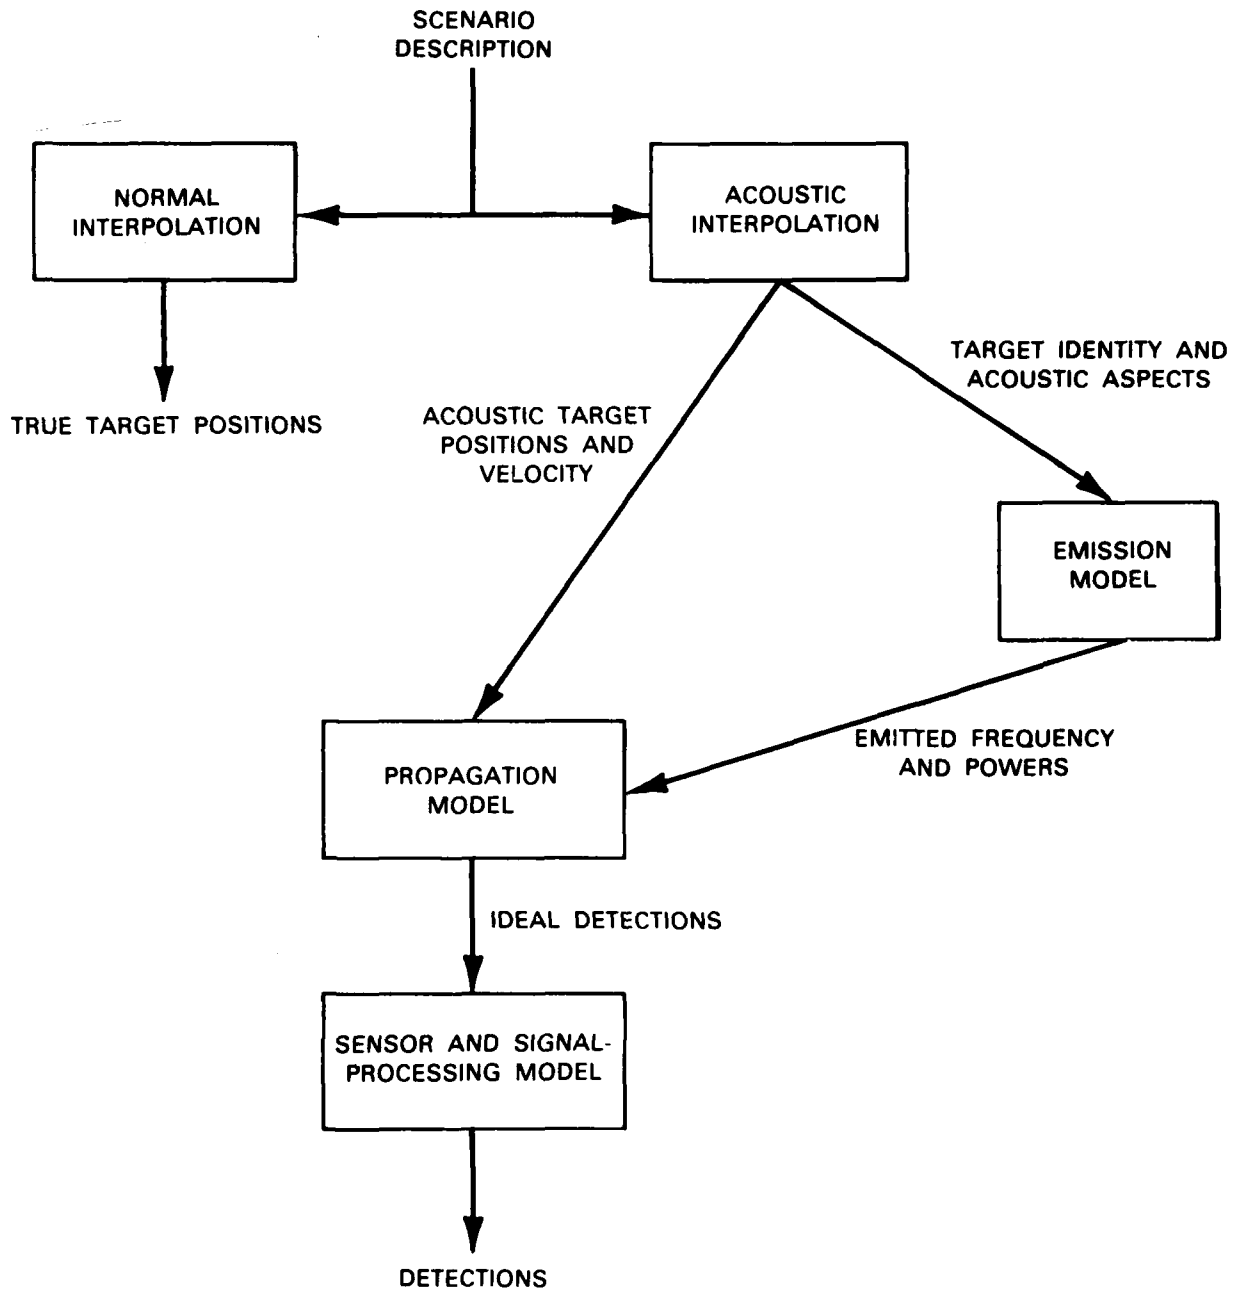 SCENARIO
DESCRIPTION
NORMAL
INTERPOLATION
ACOUSTIC
INTERPOLATION
TRUE TARGET POSITIONS
ACOUSTIC TARGET
POSITIONS AND
VELOCITY
TARGET IDENTITY AND
ACOUSTIC ASPECTS
EMISSION
MODEL
EMITTED FREQUENCY
AND POWERS
PROPAGATION
MODEL
IDEAL DETECTIONS
SENSOR AND SIGNAL-
PROCESSING MODEL
DETECTIONS